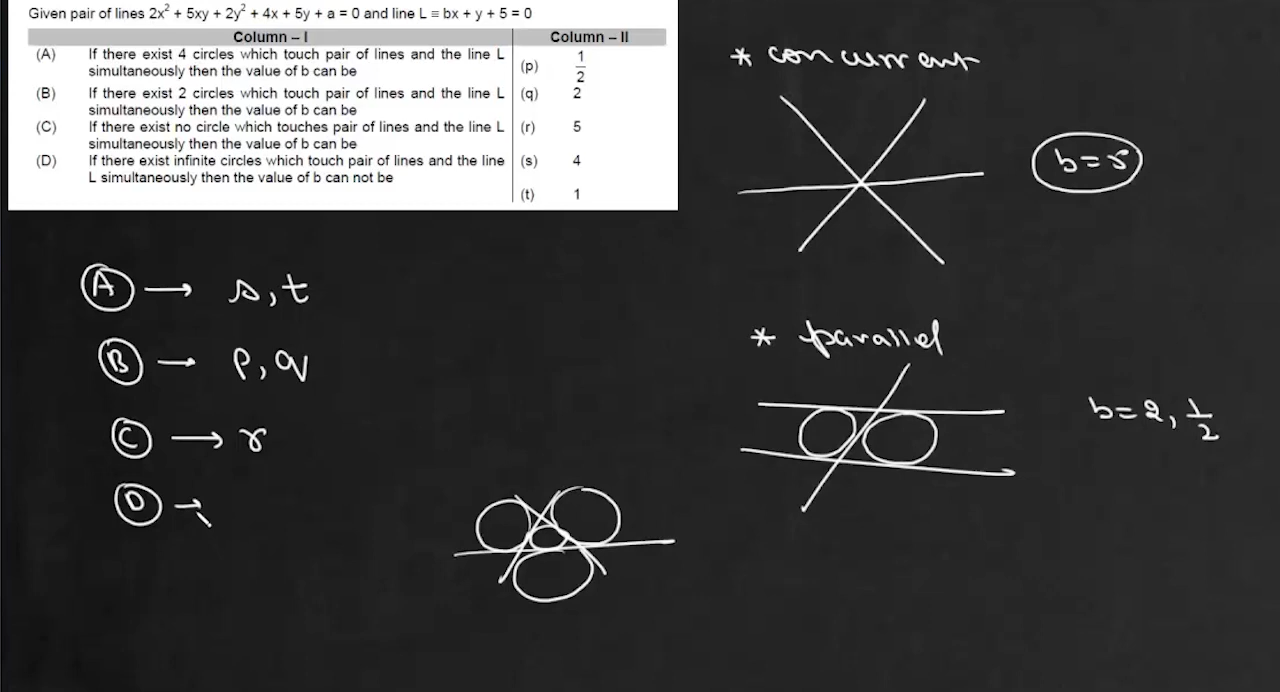 Given pair of lines 2x² + 5xy + 2y² + 4x + 5y + a = 0 and line L ≡ bx + y + 5 = 0
Column – I Column – II
(A) If there exist 4 circles which touch pair of lines and the line L simultaneously then the value of b can be (p) 1/2
(B) If there exist 2 circles which touch pair of lines and the line L simultaneously then the value of b can be (q) 2
(C) If there exist no circle which touches pair of lines and the line L simultaneously then the value of b can be (r) 5
(D) If there exist infinite circles which touch pair of lines and the line L simultaneously then the value of b can not be (s) 4
(t) 1
* concurrent
b=5
A → s, t
B → p, q
C → r
D →
* parallel
b=2, 1/2